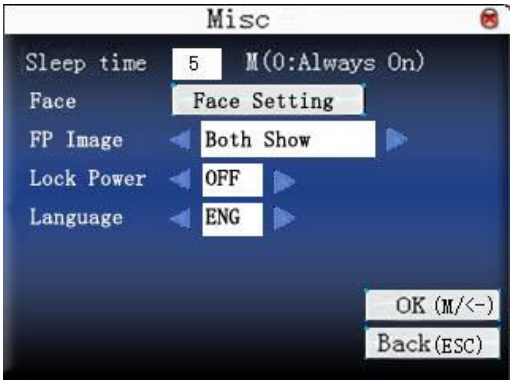 Misc
Sleep time 5 M(0:Always On)
Face Face Setting
FP Image Both Show
Lock Power OFF
Language ENG
OK (M/<-)
Back(ESC)